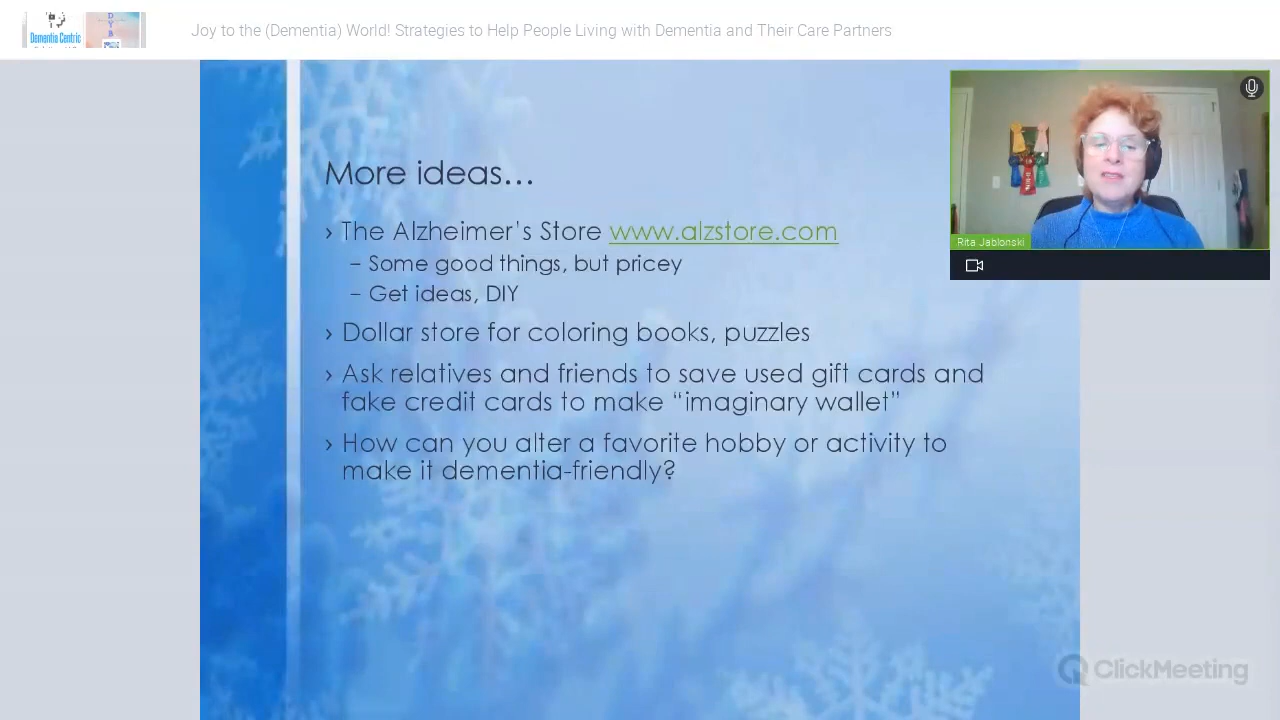 Dementia Centric
Joy to the (Dementia) World! Strategies to Help People Living with Dementia and Their Care Partners
More ideas…
› The Alzheimer's Store www.alzstore.com
– Some good things, but pricey
– Get ideas, DIY
› Dollar store for coloring books, puzzles
› Ask relatives and friends to save used gift cards and
fake credit cards to make “imaginary wallet”
› How can you alter a favorite hobby or activity to
make it dementia-friendly?
Rita Jablonski
ClickMeeting